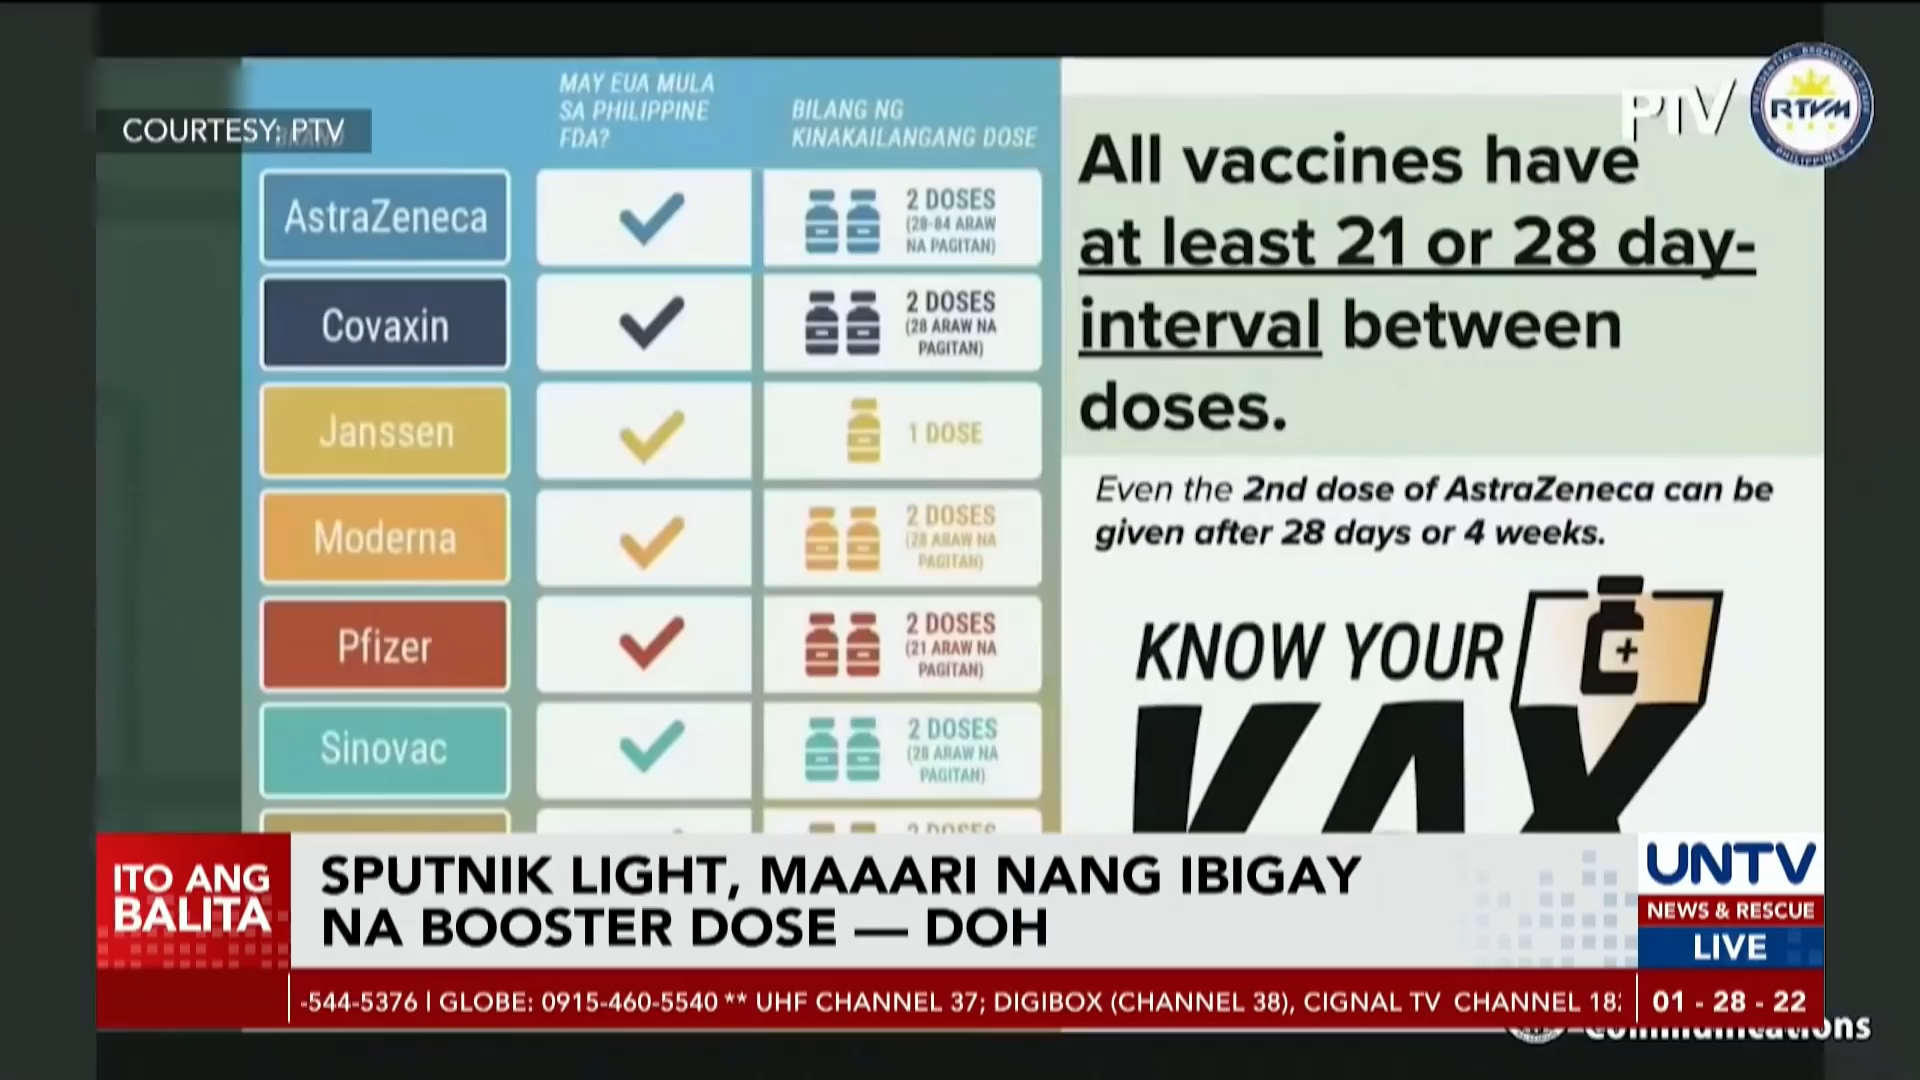 COURTESY: PTV
MAY EUA MULA
SA PHILIPPINE
FDA?
BILANG NG
KINAKAILANGANG DOSE
AstraZeneca
2 DOSES
(28-84 ARAW
NA PAGITAN)
Covaxin
2 DOSES
(28 ARAW NA
PAGITAN)
Janssen
1 DOSE
Moderna
2 DOSES
(28 ARAW NA
PAGITAN)
Pfizer
2 DOSES
(21 ARAW NA
PAGITAN)
Sinovac
2 DOSES
(28 ARAW NA
PAGITAN)
2 DOSES
PTV
RTVM
PHILIPPINES
All vaccines have
at least 21 or 28 day-
interval between
doses.
Even the 2nd dose of AstraZeneca can be
given after 28 days or 4 weeks.
KNOW YOUR
VAX
ITO ANG
BALITA
SPUTNIK LIGHT, MAAARI NANG IBIGAY
NA BOOSTER DOSE — DOH
UNTV
NEWS & RESCUE
LIVE
-544-5376 | GLOBE: 0915-460-5540 ** UHF CHANNEL 37; DIGIBOX (CHANNEL 38), CIGNAL TV CHANNEL 182
01 - 28 - 22
Communications